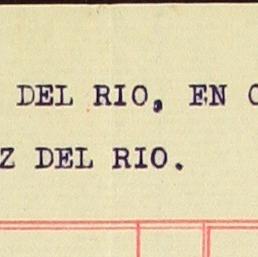 DEL RIO, EN
Z DEL RIO.